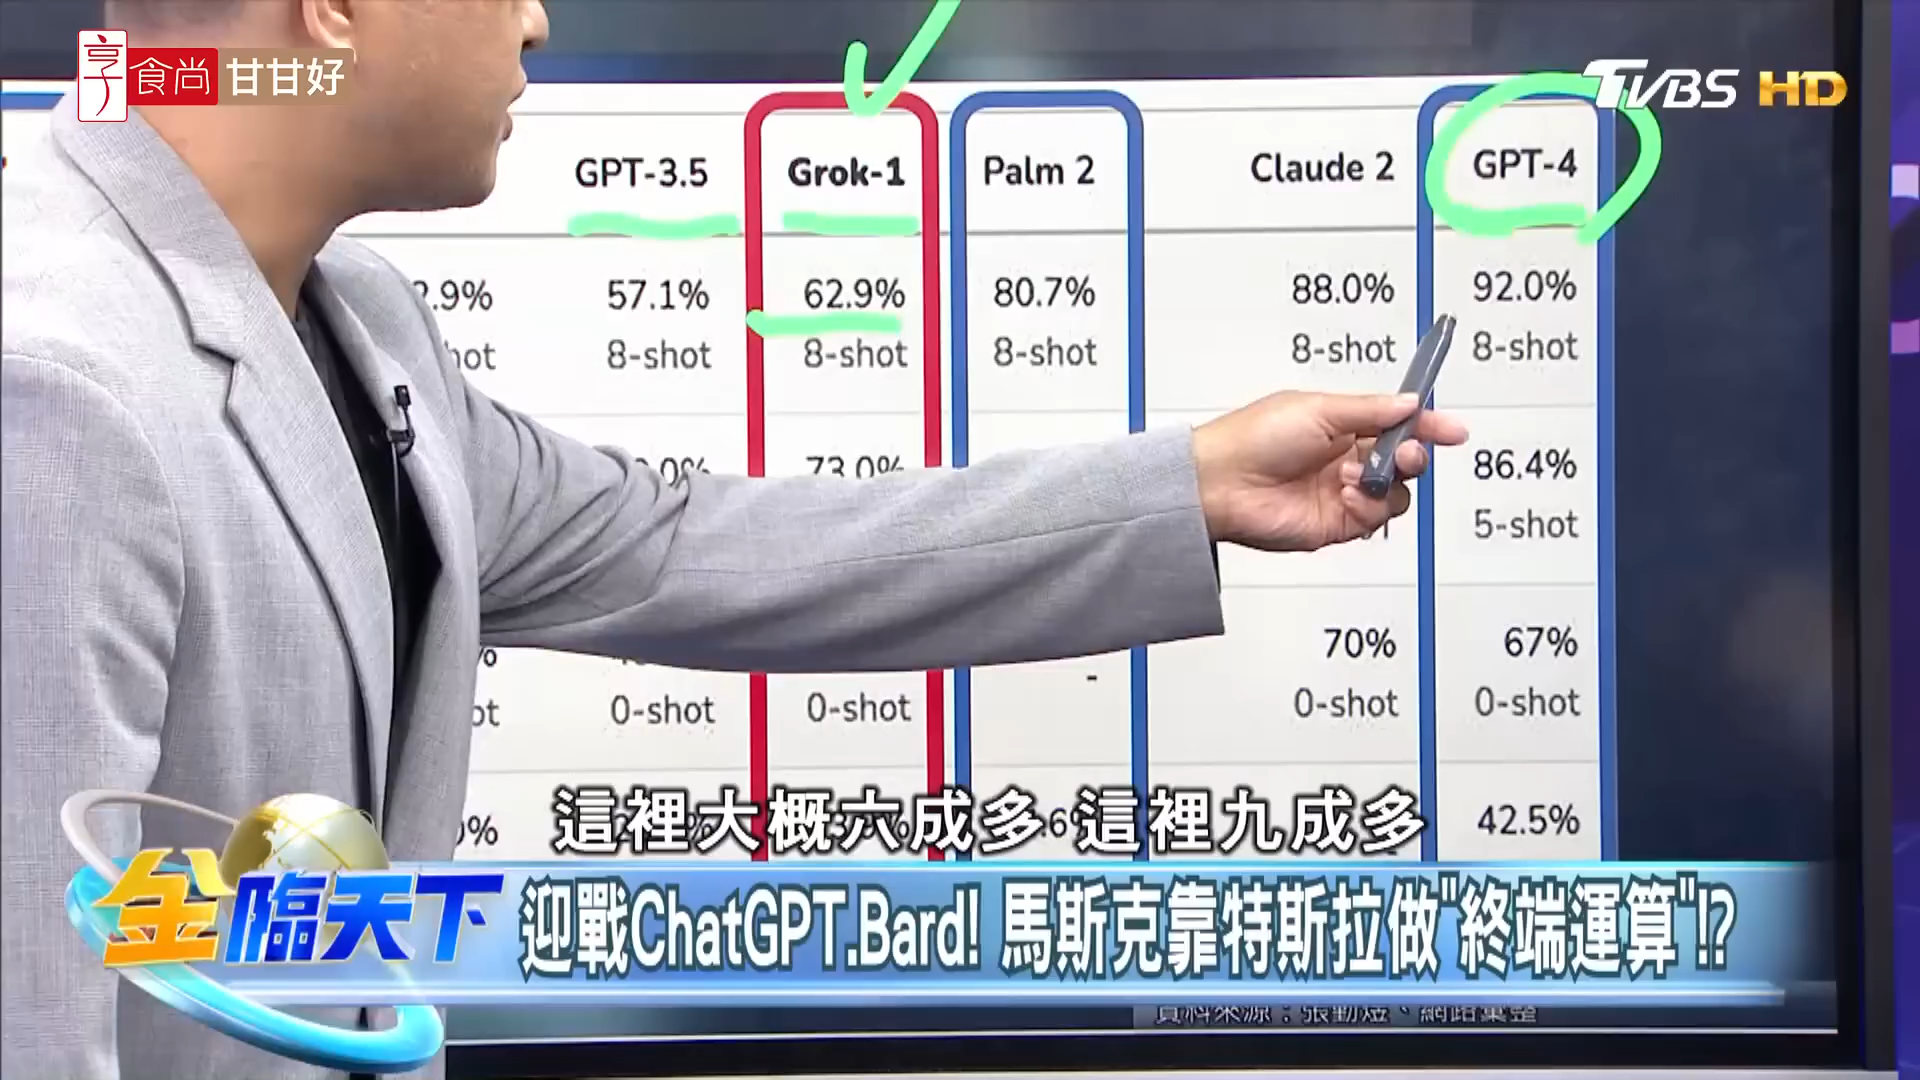 享 食尚 甘甘好
TVBS HD
GPT-3.5 Grok-1 Palm 2 Claude 2 GPT-4
.9% 57.1% 62.9% 80.7% 88.0% 92.0%
8-shot 8-shot 8-shot 8-shot 8-shot
73.0% 86.4%
5-shot
70% 67%
-
0-shot 0-shot 0-shot 0-shot
42.5%
這裡大概六成多 這裡九成多
金臨天下
迎戰ChatGPT.Bard! 馬斯克靠特斯拉做"終端運算"!?